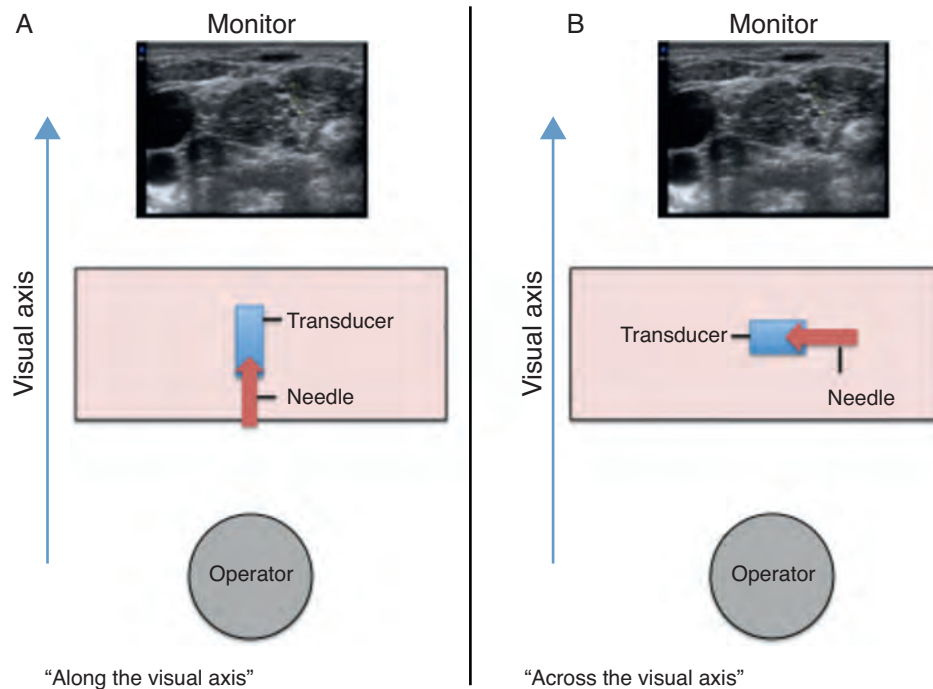 A
Monitor
Visual axis
Transducer
Needle
Operator
“Along the visual axis”
B
Monitor
Visual axis
Transducer
Needle
Operator
“Across the visual axis”